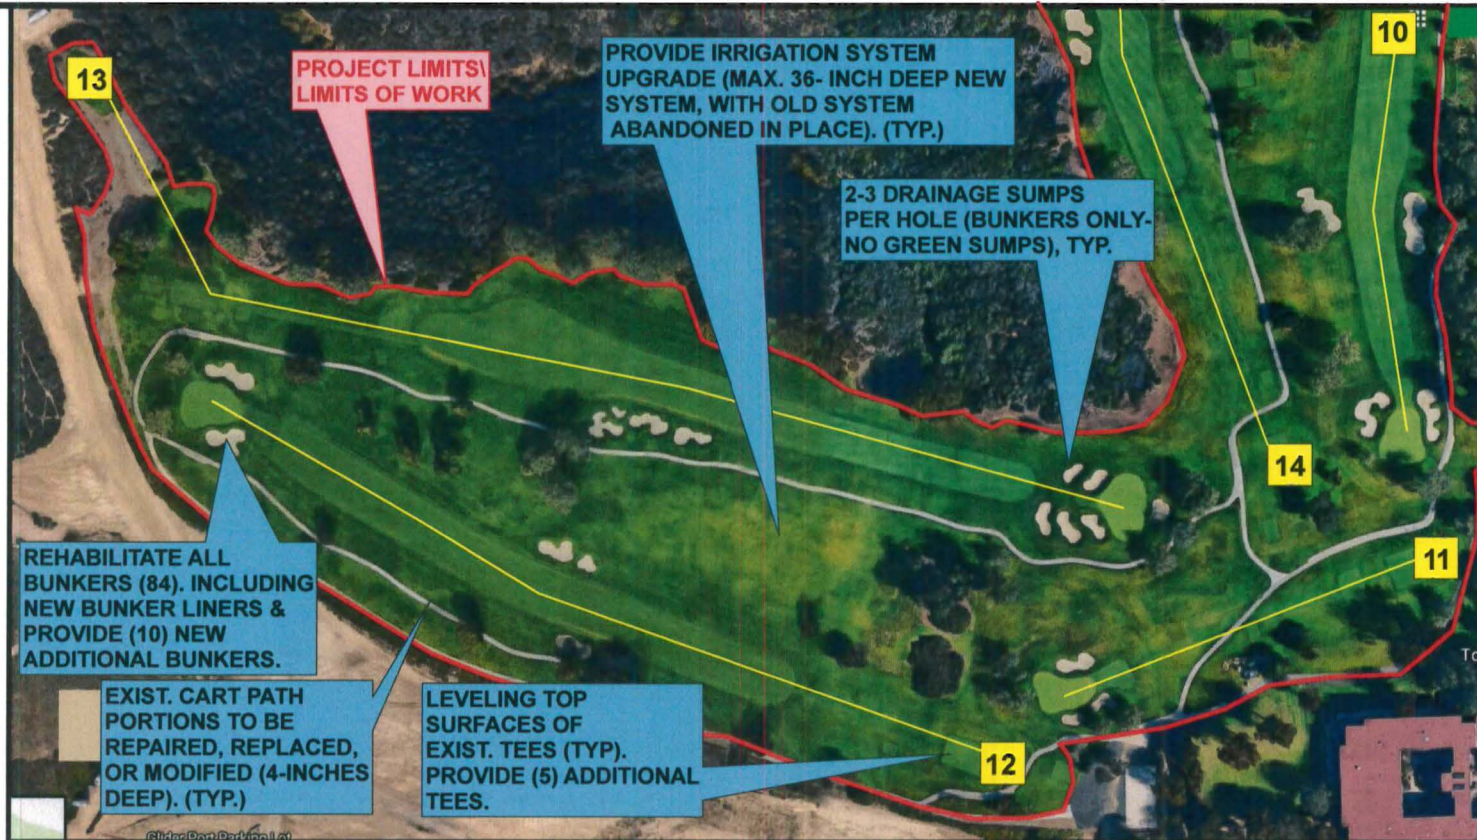 13
PROJECT LIMITS\
LIMITS OF WORK
PROVIDE IRRIGATION SYSTEM
UPGRADE (MAX. 36- INCH DEEP NEW
SYSTEM, WITH OLD SYSTEM
ABANDONED IN PLACE). (TYP.)
10
2-3 DRAINAGE SUMPS
PER HOLE (BUNKERS ONLY-
NO GREEN SUMPS), TYP.
14
11
REHABILITATE ALL
BUNKERS (84). INCLUDING
NEW BUNKER LINERS &
PROVIDE (10) NEW
ADDITIONAL BUNKERS.
EXIST. CART PATH
PORTIONS TO BE
REPAIRED, REPLACED,
OR MODIFIED (4-INCHES
DEEP). (TYP.)
LEVELING TOP
SURFACES OF
EXIST. TEES (TYP).
PROVIDE (5) ADDITIONAL
TEES.
12
Glider Port Parking Lot